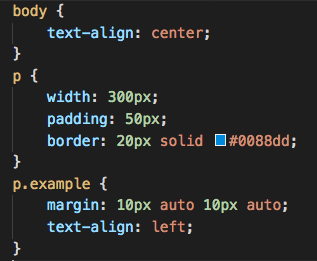 body {
    text-align: center;
}
p {
    width: 300px;
    padding: 50px;
    border: 20px solid #0088dd;
}
p.example {
    margin: 10px auto 10px auto;
    text-align: left;
}